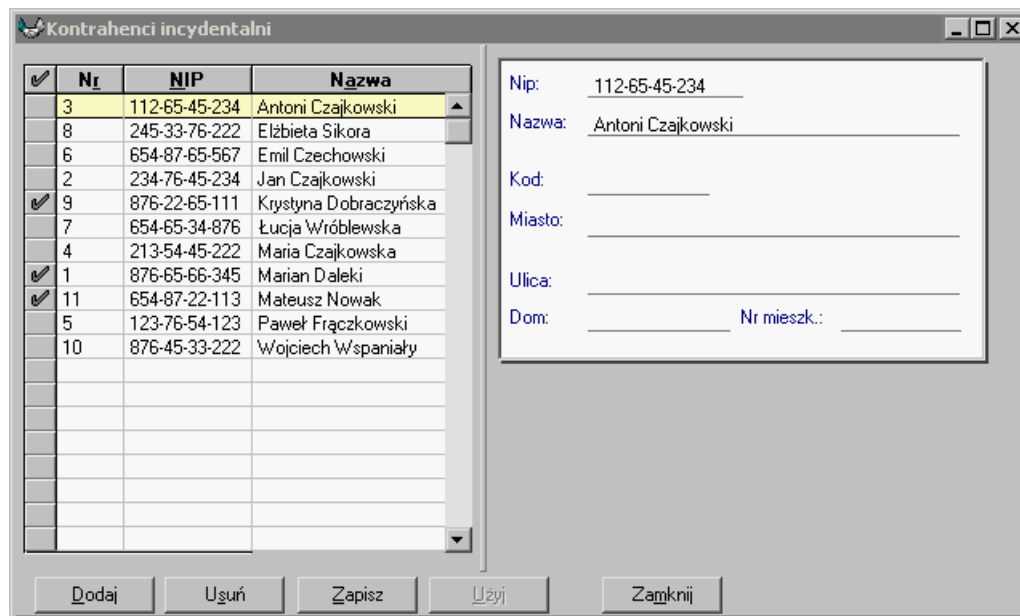 Kontrahenci incydentalni
Nr NIP Nazwa
3 112-65-45-234 Antoni Czajkowski
8 245-33-76-222 Elżbieta Sikora
6 654-87-65-567 Emil Czechowski
2 234-76-45-234 Jan Czajkowski
9 876-22-65-111 Krystyna Dobraczyńska
7 654-65-34-876 Łucja Wróblewska
4 213-54-45-222 Maria Czajkowska
1 876-65-66-345 Marian Daleki
11 654-87-22-113 Mateusz Nowak
5 123-76-54-123 Paweł Frączkowski
10 876-45-33-222 Wojciech Wspaniały
Nip: 112-65-45-234
Nazwa: Antoni Czajkowski
Kod:
Miasto:
Ulica:
Dom: Nr mieszk.:
Dodaj Usuń Zapisz Użyj Zamknij